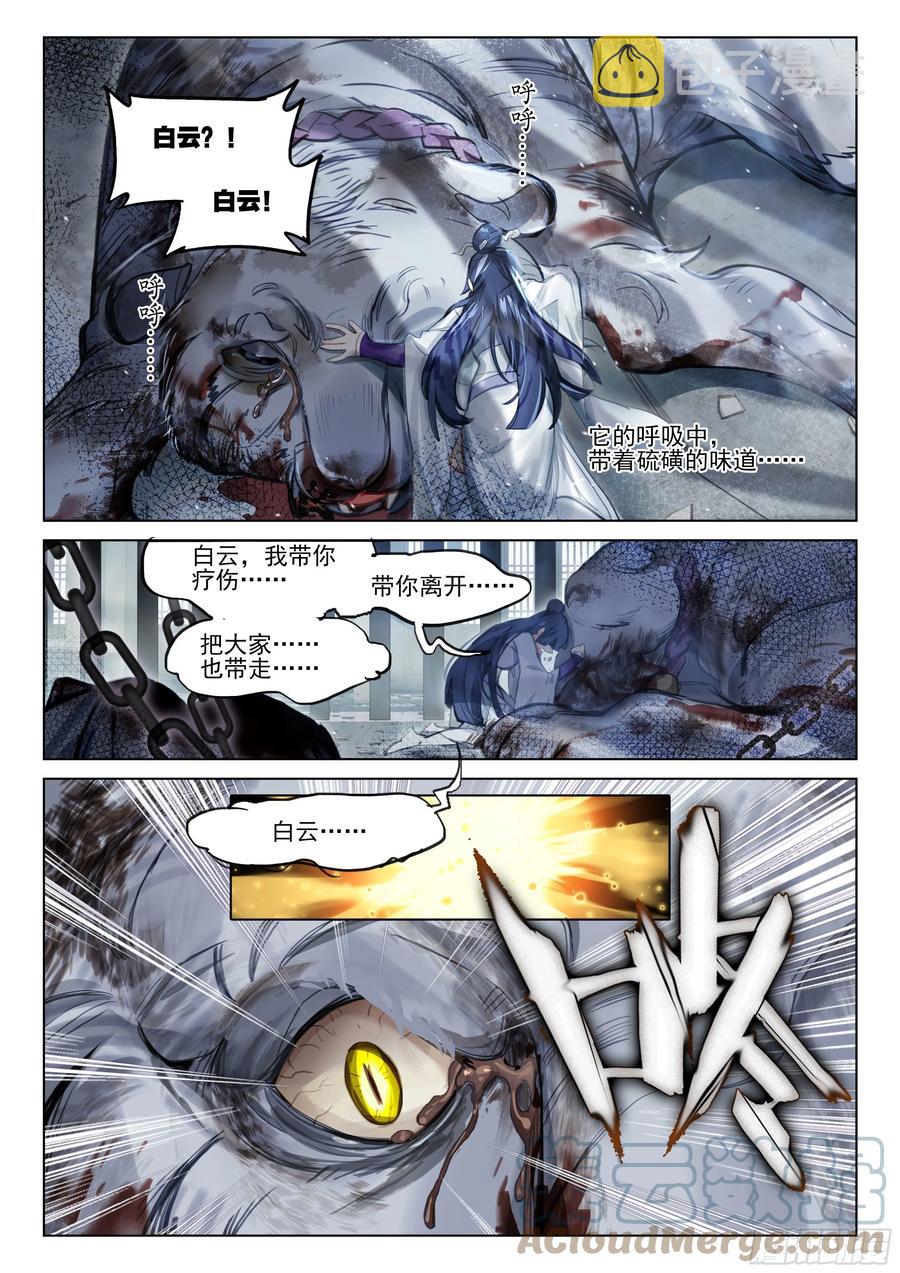 包子漫畫
白云？！
白云！
呼
呼……
呼
呼……
它的呼吸中，
带着硫磺的味道……
白云，我带你
疗伤……
带你离开……
把大家……
也带走……
白云……
AcloudMerge.com